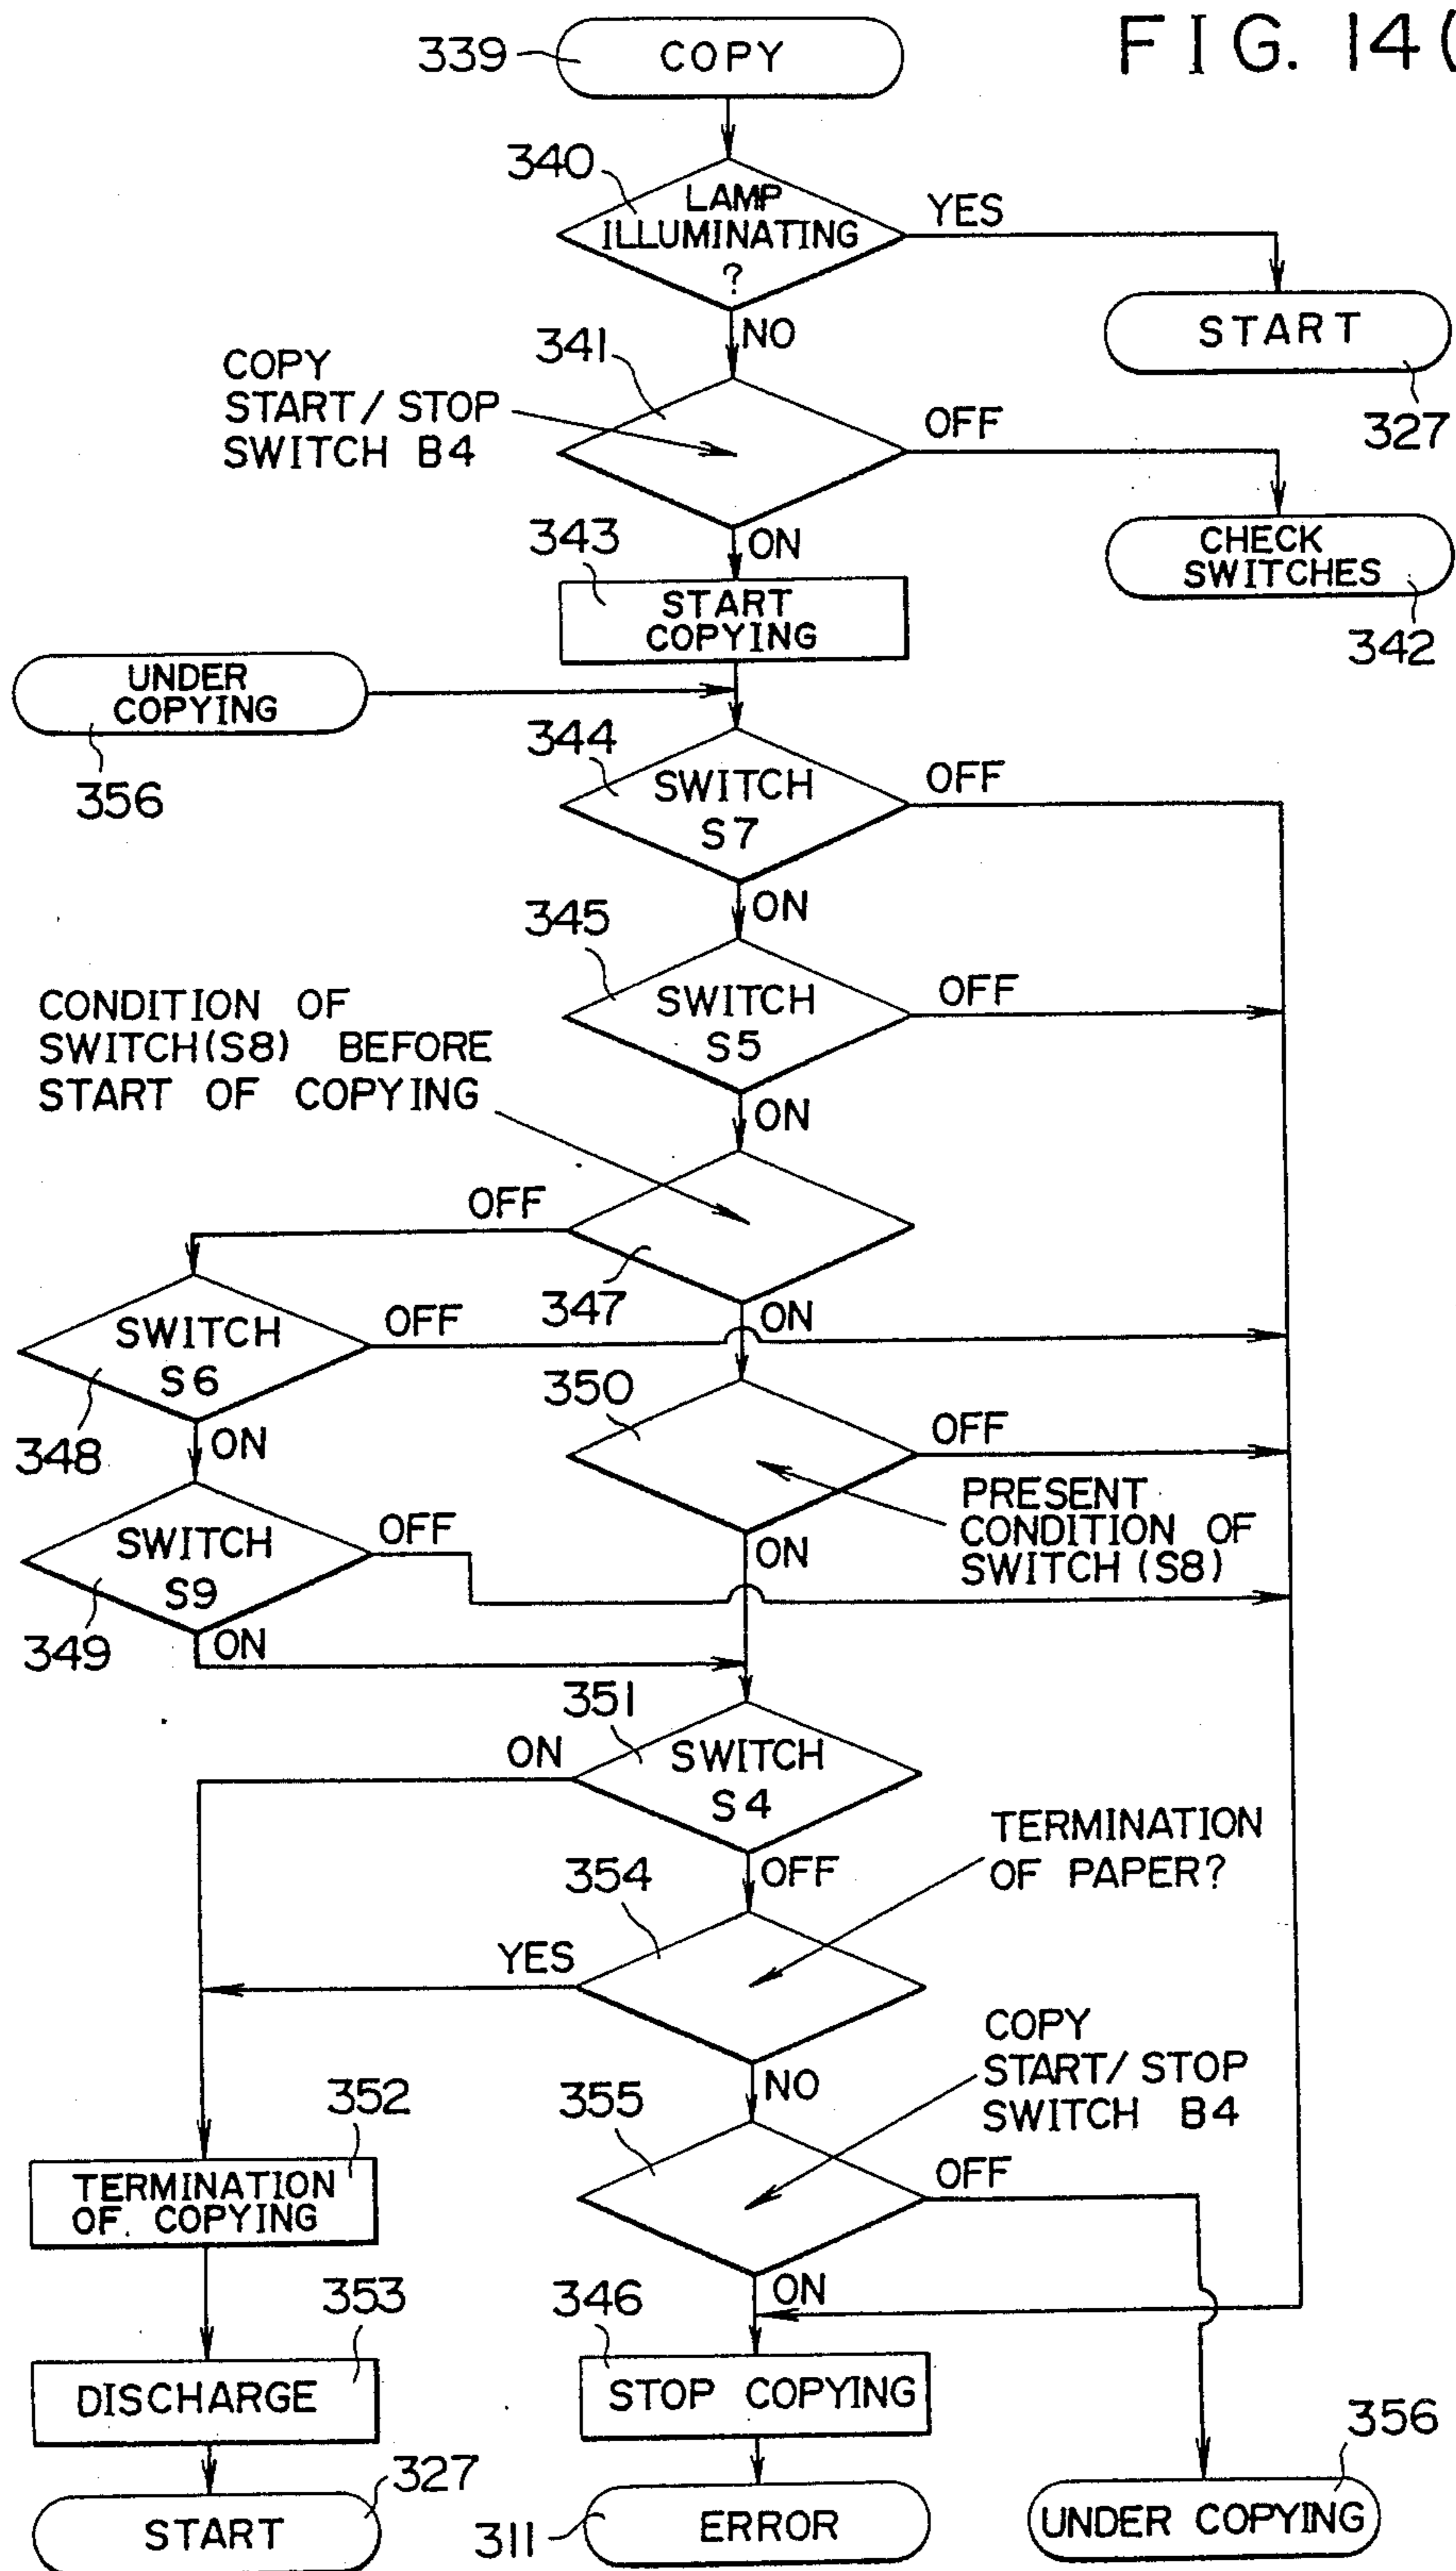 FIG. 14(
339
COPY
340
LAMP
ILLUMINATING
?
YES
START
327
NO
341
COPY
START/STOP
SWITCH B4
OFF
CHECK
SWITCHES
342
ON
343
START
COPYING
UNDER
COPYING
356
344
SWITCH
S7
OFF
ON
345
SWITCH
S5
OFF
ON
CONDITION OF
SWITCH(S8) BEFORE
START OF COPYING
OFF
347
ON
SWITCH
S6
OFF
348
ON
350
OFF
PRESENT
CONDITION OF
SWITCH (S8)
ON
SWITCH
S9
OFF
349
ON
351
SWITCH
S4
ON
OFF
354
TERMINATION
OF PAPER?
YES
NO
355
COPY
START/STOP
SWITCH B4
OFF
ON
352
TERMINATION
OF. COPYING
353
DISCHARGE
327
START
346
STOP COPYING
311
ERROR
356
UNDER COPYING